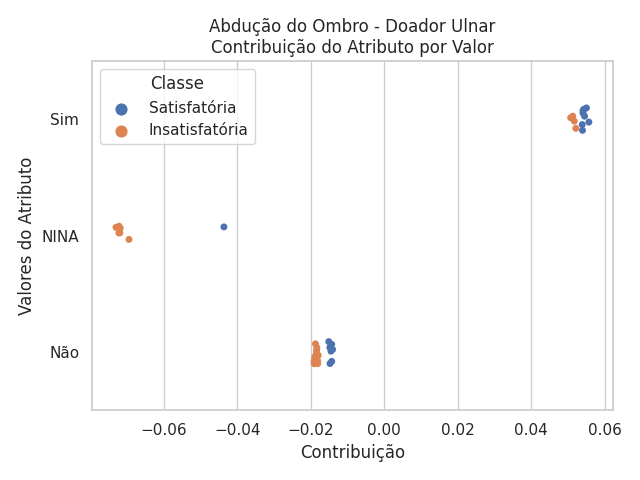 Abdução do Ombro - Doador Ulnar
Contribuição do Atributo por Valor
Classe
Satisfatória
Insatisfatória
Valores do Atributo
Sim
NINA
Não
−0.06 −0.04 −0.02 0.00 0.02 0.04 0.06
Contribuição